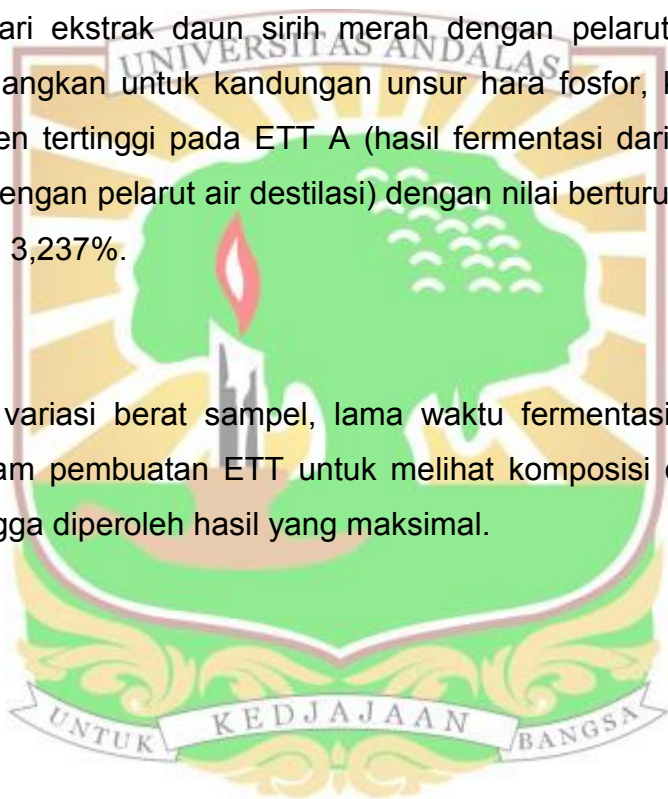 ari ekstrak daun sirih merah dengan pelarut
UNIVERSITAS ANDALAS
angkan untuk kandungan unsur hara fosfor,
en tertinggi pada ETT A (hasil fermentasi dari
engan pelarut air destilasi) dengan nilai berturu
3,237%.
variasi berat sampel, lama waktu fermentasi
am pembuatan ETT untuk melihat komposisi
gga diperoleh hasil yang maksimal.
UNTUK KEDJAJAAN BANGSA